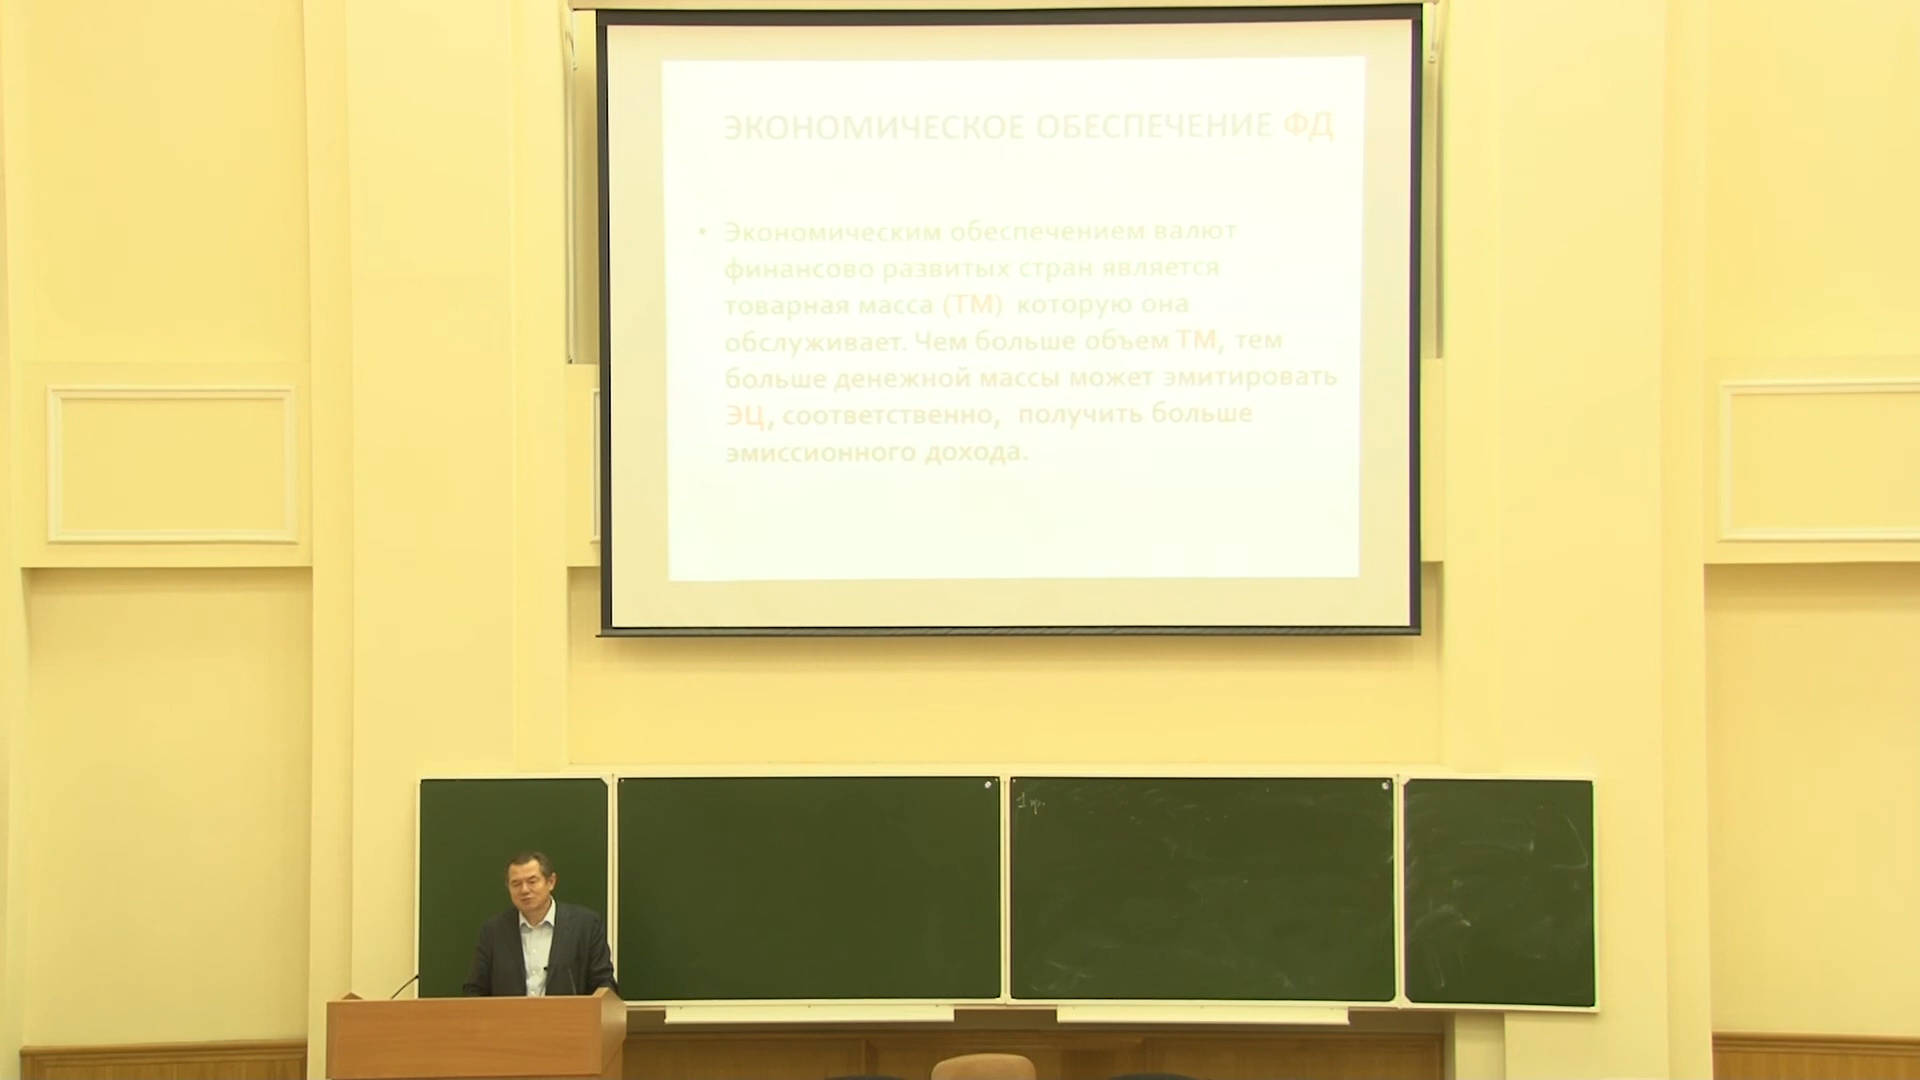 ЭКОНОМИЧЕСКОЕ ОБЕСПЕЧЕНИЕ ФД
• Экономическим обеспечением валют
финансово развитых стран является
товарная масса (ТМ) которую она
обслуживает. Чем больше объем ТМ, тем
больше денежной массы может эмитировать
ЭЦ, соответственно, получить больше
эмиссионного дохода.